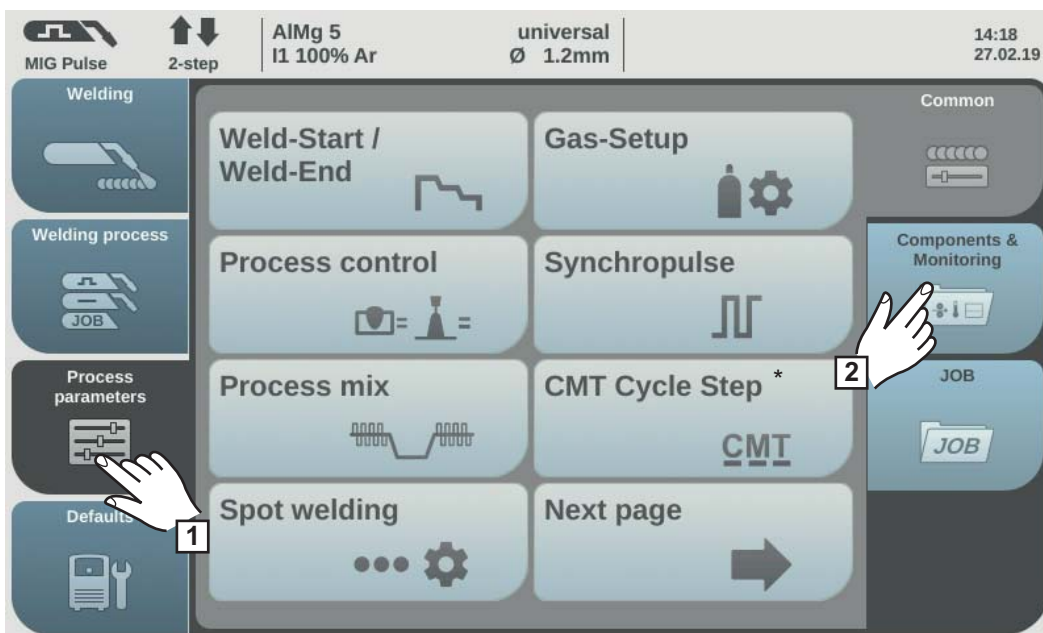 MIG Pulse
2-step
AlMg 5
I1 100% Ar
universal
Ø 1.2mm
14:18
27.02.19
Welding
Welding process
JOB
Process
parameters
1
Defaults
Weld-Start /
Weld-End
Gas-Setup
Process control
=
=
Synchropulse
Process mix
CMT Cycle Step *
CMT
Spot welding
Next page
Common
Components &
Monitoring
2
JOB
JOB